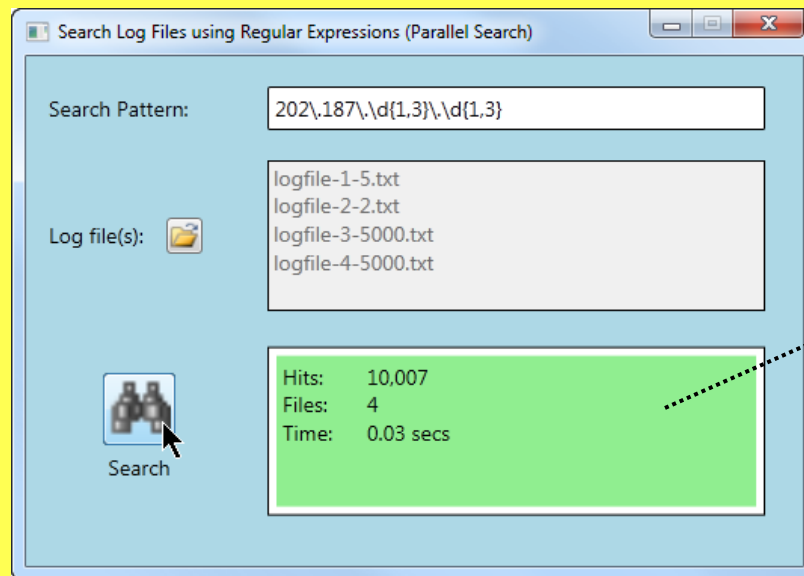 Search Log Files using Regular Expressions (Parallel Search)
Search Pattern: 202\.187\.\d{1,3}\.\d{1,3}
Log file(s):
logfile-1-5.txt
logfile-2-2.txt
logfile-3-5000.txt
logfile-4-5000.txt
Hits: 10,007
Files: 4
Time: 0.03 secs
Search